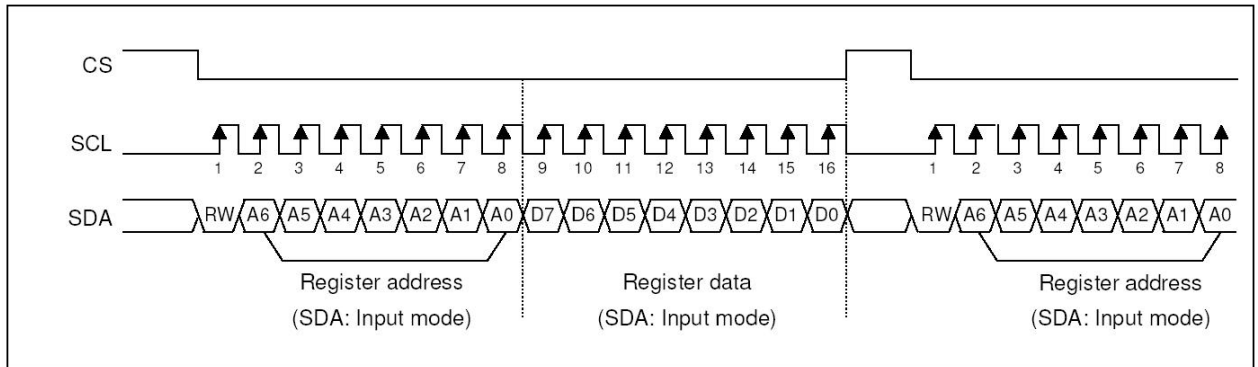 CS
SCL
1 2 3 4 5 6 7 8 9 10 11 12 13 14 15 16 1 2 3 4 5 6 7 8
SDA RW A6 A5 A4 A3 A2 A1 A0 D7 D6 D5 D4 D3 D2 D1 D0 RW A6 A5 A4 A3 A2 A1 A0
Register address Register data Register address
(SDA: Input mode) (SDA: Input mode) (SDA: Input mode)